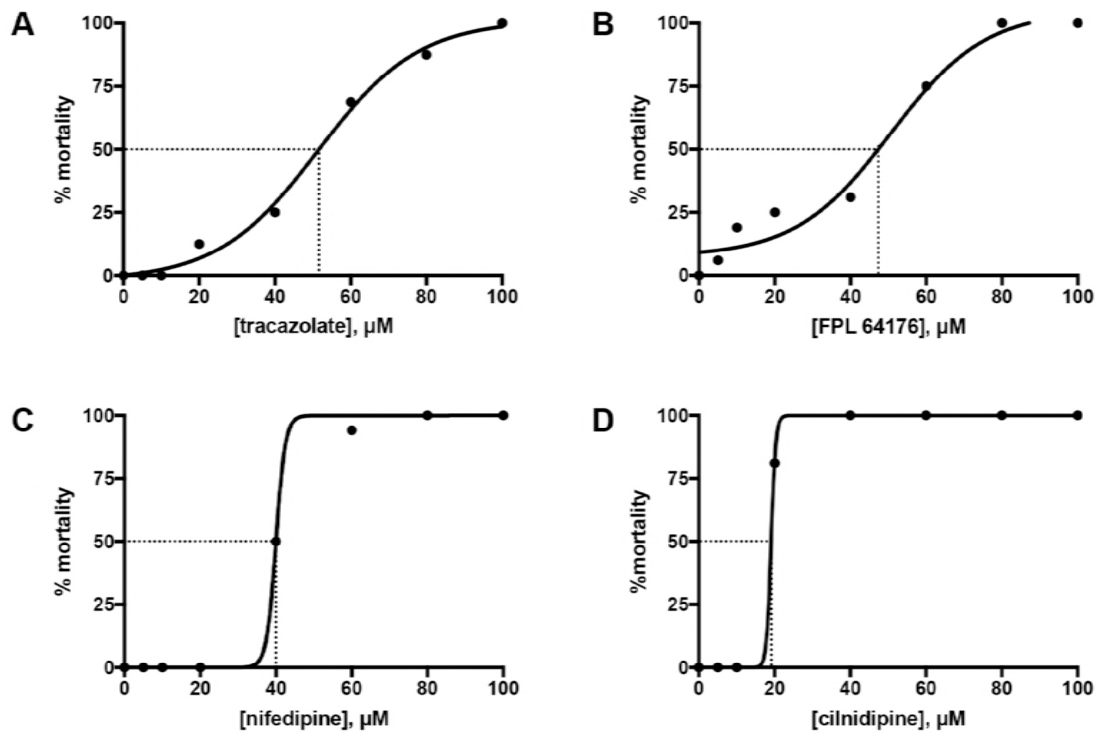 A
100
75
50
25
0
% mortality
0 20 40 60 80 100
[tracazolate], µM
B
100
75
50
25
0
% mortality
0 20 40 60 80 100
[FPL 64176], µM
C
100
75
50
25
0
% mortality
0 20 40 60 80 100
[nifedipine], µM
D
100
75
50
25
0
%mortality
0 20 40 60 80 100
[cilnidipine], µM